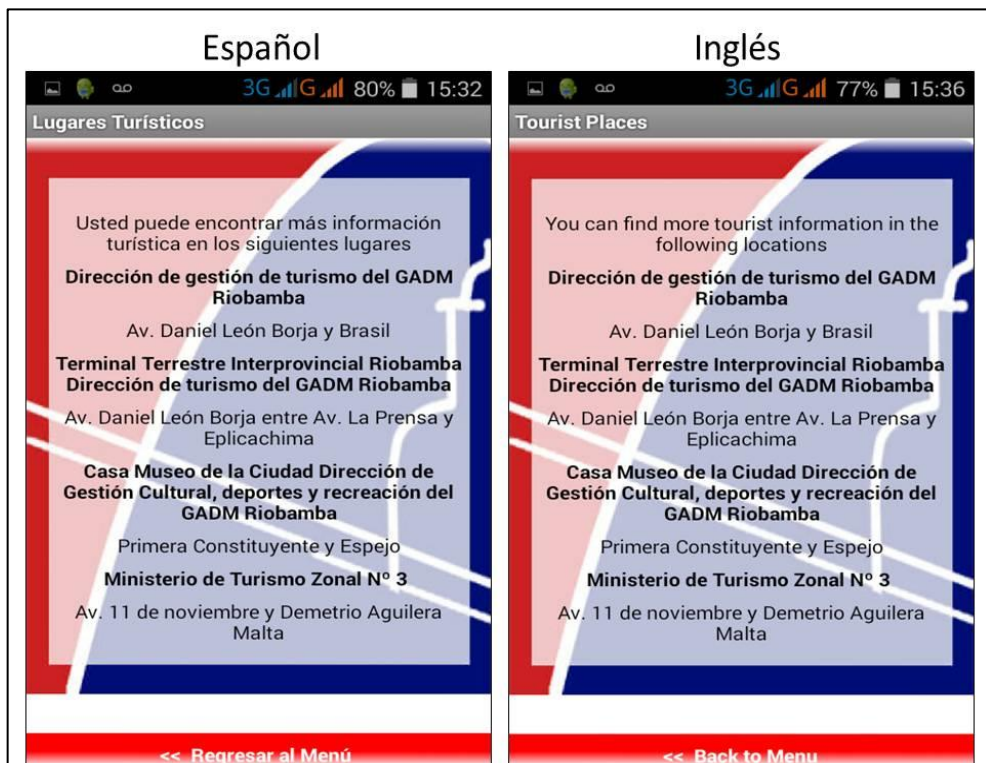 Español
3G G 80% 15:32
Lugares Turísticos
Usted puede encontrar más información
turística en los siguientes lugares
Dirección de gestión de turismo del GADM
Riobamba
Av. Daniel León Borja y Brasil
Terminal Terrestre Interprovincial Riobamba
Dirección de turismo del GADM Riobamba
Av. Daniel León Borja entre Av. La Prensa y
Eplicachima
Casa Museo de la Ciudad Dirección de
Gestión Cultural, deportes y recreación del
GADM Riobamba
Primera Constituyente y Espejo
Ministerio de Turismo Zonal Nº 3
Av. 11 de noviembre y Demetrio Aguilera
Malta
<< Regresar al Menú
Inglés
3G G 77% 15:36
Tourist Places
You can find more tourist information in the
following locations
Dirección de gestión de turismo del GADM
Riobamba
Av. Daniel León Borja y Brasil
Terminal Terrestre Interprovincial Riobamba
Dirección de turismo del GADM Riobamba
Av. Daniel León Borja entre Av. La Prensa y
Eplicachima
Casa Museo de la Ciudad Dirección de
Gestión Cultural, deportes y recreación del
GADM Riobamba
Primera Constituyente y Espejo
Ministerio de Turismo Zonal Nº 3
Av. 11 de noviembre y Demetrio Aguilera
Malta
<< Back to Menu